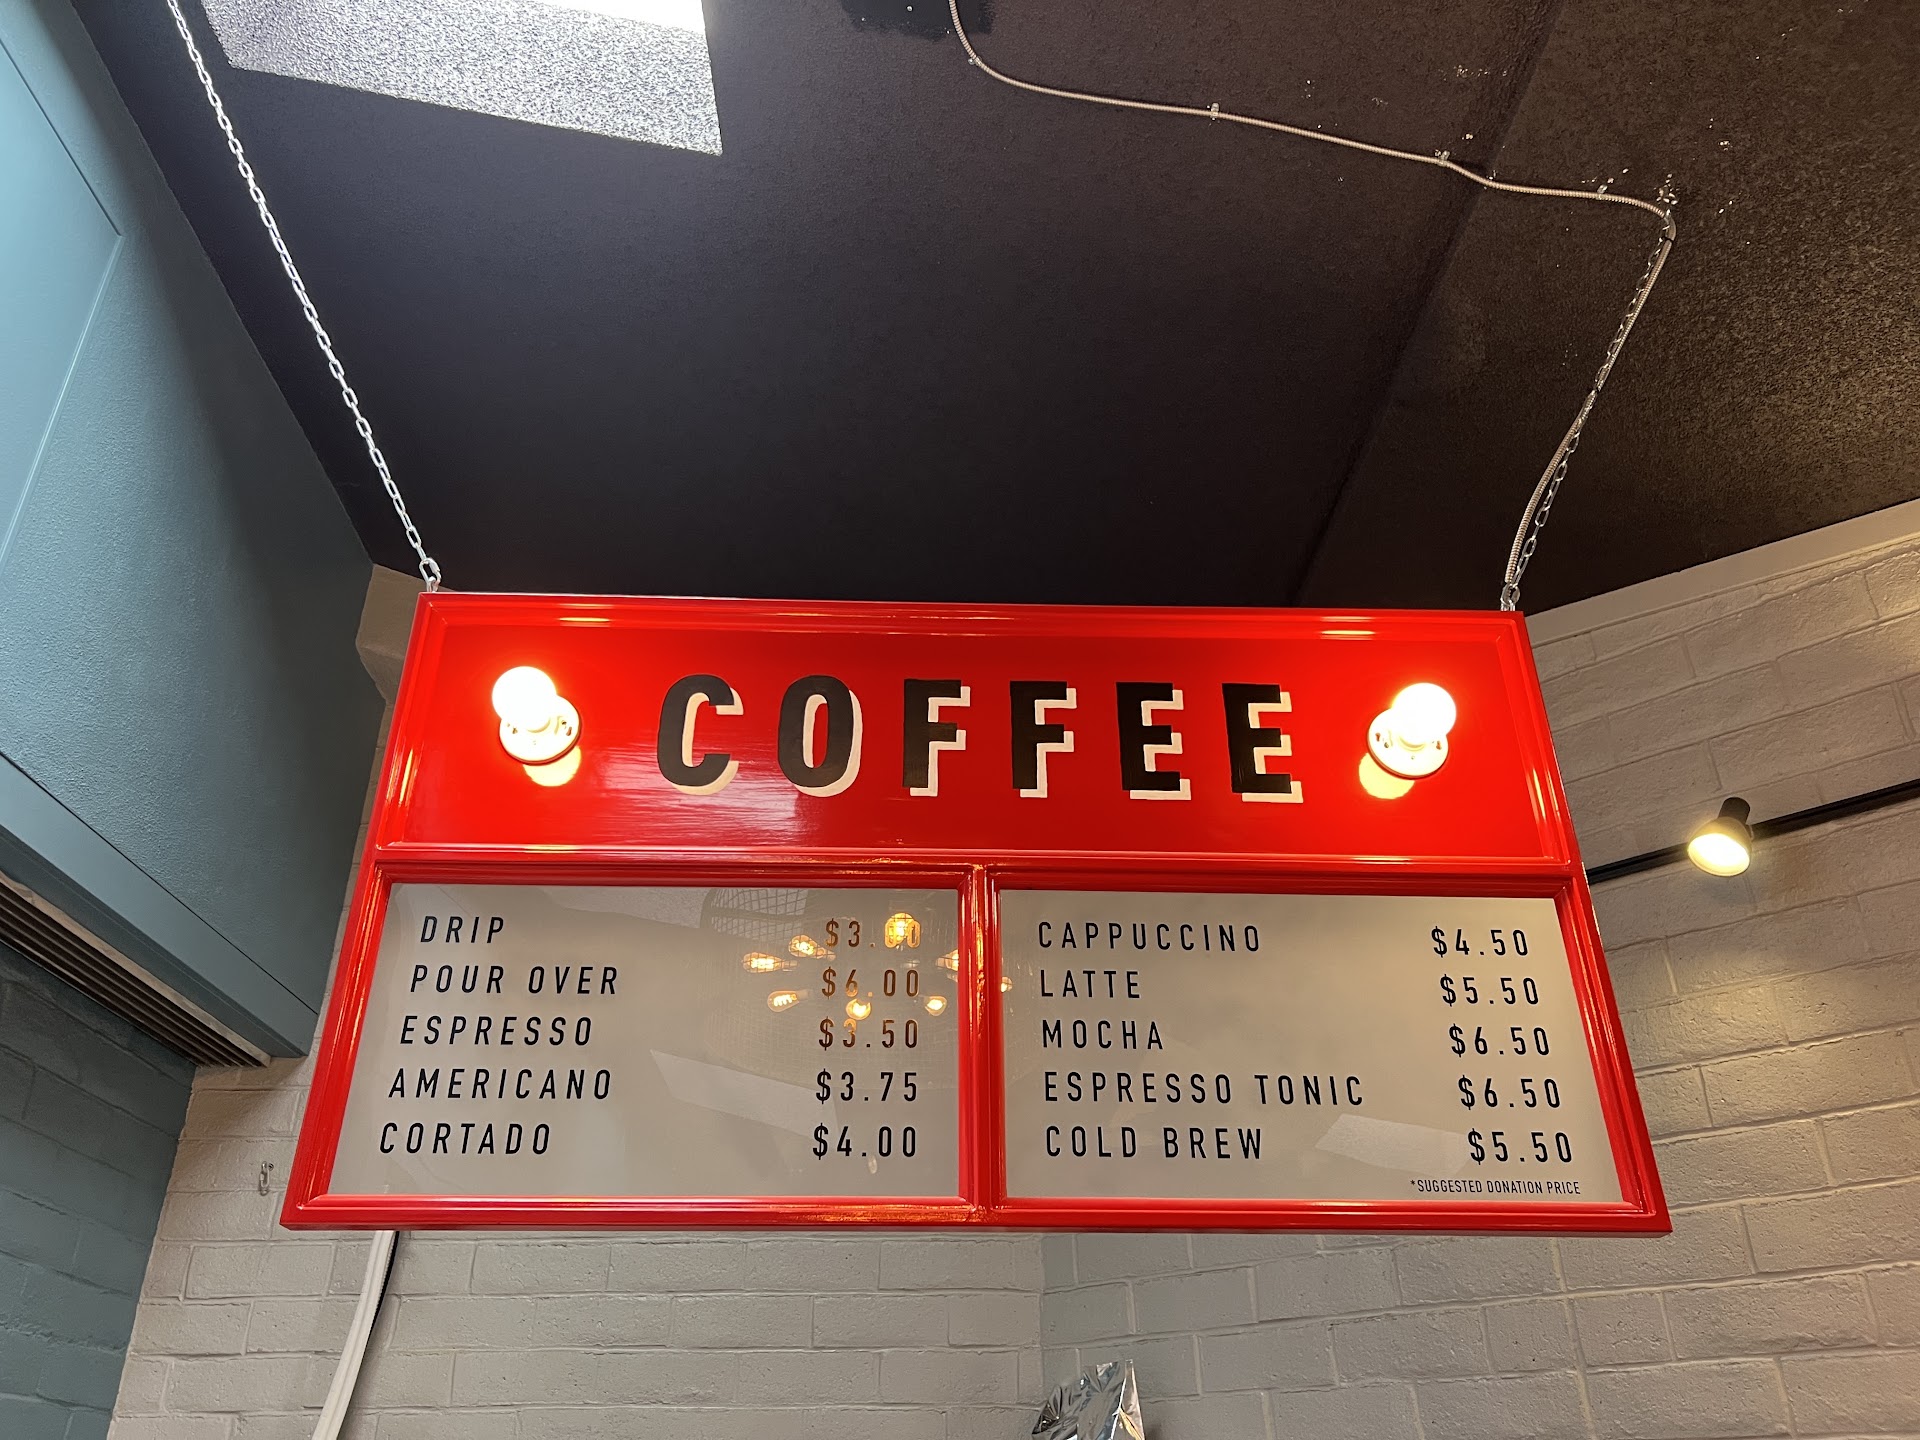 COFFEE
DRIP $3.00
POUR OVER $6.00
ESPRESSO $3.50
AMERICANO $3.75
CORTADO $4.00
CAPPUCCINO $4.50
LATTE $5.50
MOCHA $6.50
ESPRESSO TONIC $6.50
COLD BREW $5.50
*SUGGESTED DONATION PRICE